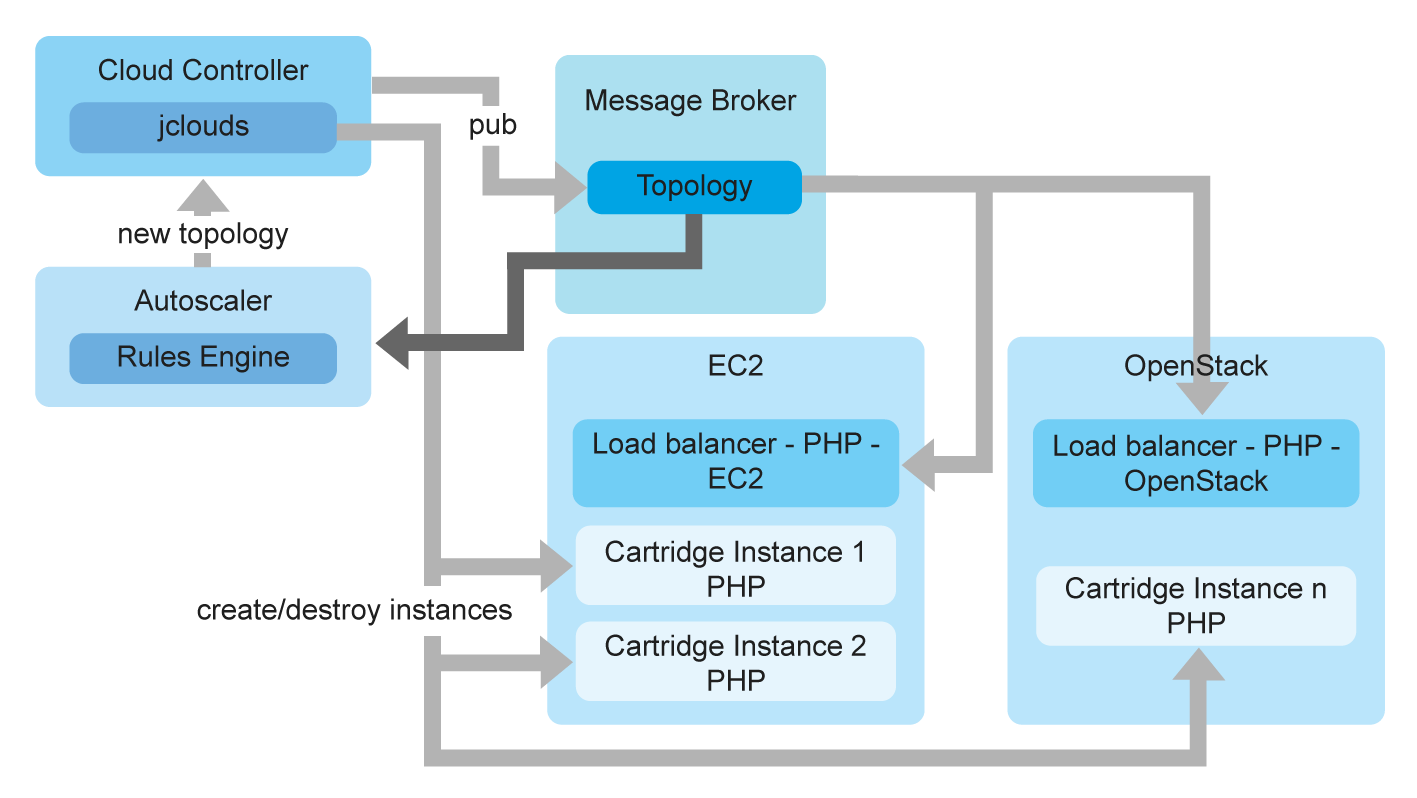 Cloud Controller
jclouds
pub
Message Broker
Topology
new topology
Autoscaler
Rules Engine
EC2
Load balancer - PHP -
EC2
Cartridge Instance 1
PHP
Cartridge Instance 2
PHP
create/destroy instances
OpenStack
Load balancer - PHP -
OpenStack
Cartridge Instance n
PHP